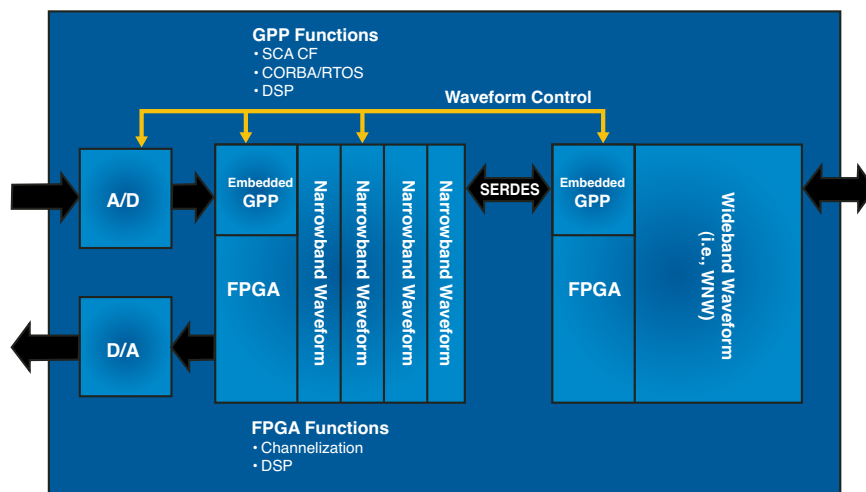 GPP Functions
• SCA CF
• CORBA/RTOS
• DSP
Waveform Control
A/D
Embedded
GPP
FPGA
Narrowband Waveform
Narrowband Waveform
Narrowband Waveform
Narrowband Waveform
SERDES
Embedded
GPP
FPGA
Wideband Waveform
(i.e., WNW)
D/A
FPGA Functions
• Channelization
• DSP